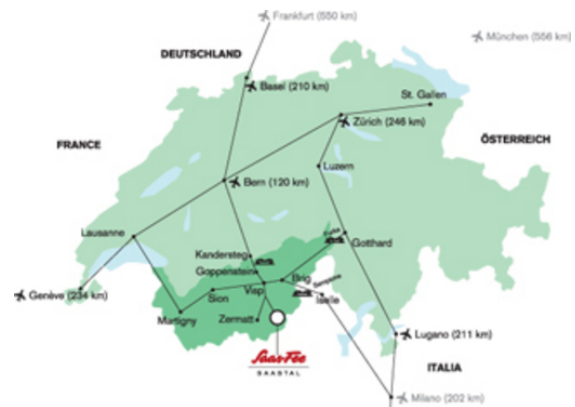 Frankfurt (550 km)
München (556 km)
DEUTSCHLAND
Basel (210 km)
St. Gallen
Zürich (246 km)
FRANCE
ÖSTERREICH
Luzern
Bern (120 km)
Lausanne
Furka
Gotthard
Kandersteg
Goppenstein
Brig
Simplon
Visp
Iselle
Genève (234 km)
Sion
Martigny
Zermatt
Lugano (211 km)
Saas-Fee
SAASTAL
ITALIA
Milano (202 km)